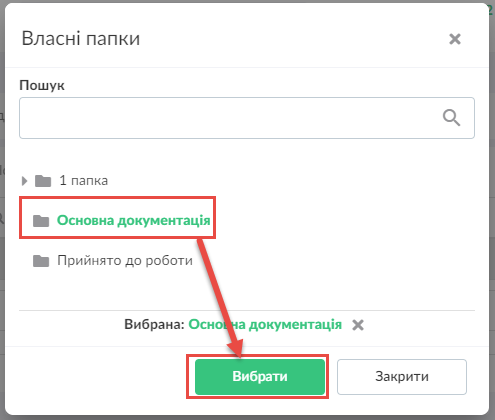 Власні папки
Пошук
1 папка
Основна документація
Прийнято до роботи
Вибрана: Основна документація
Вибрати
Закрити